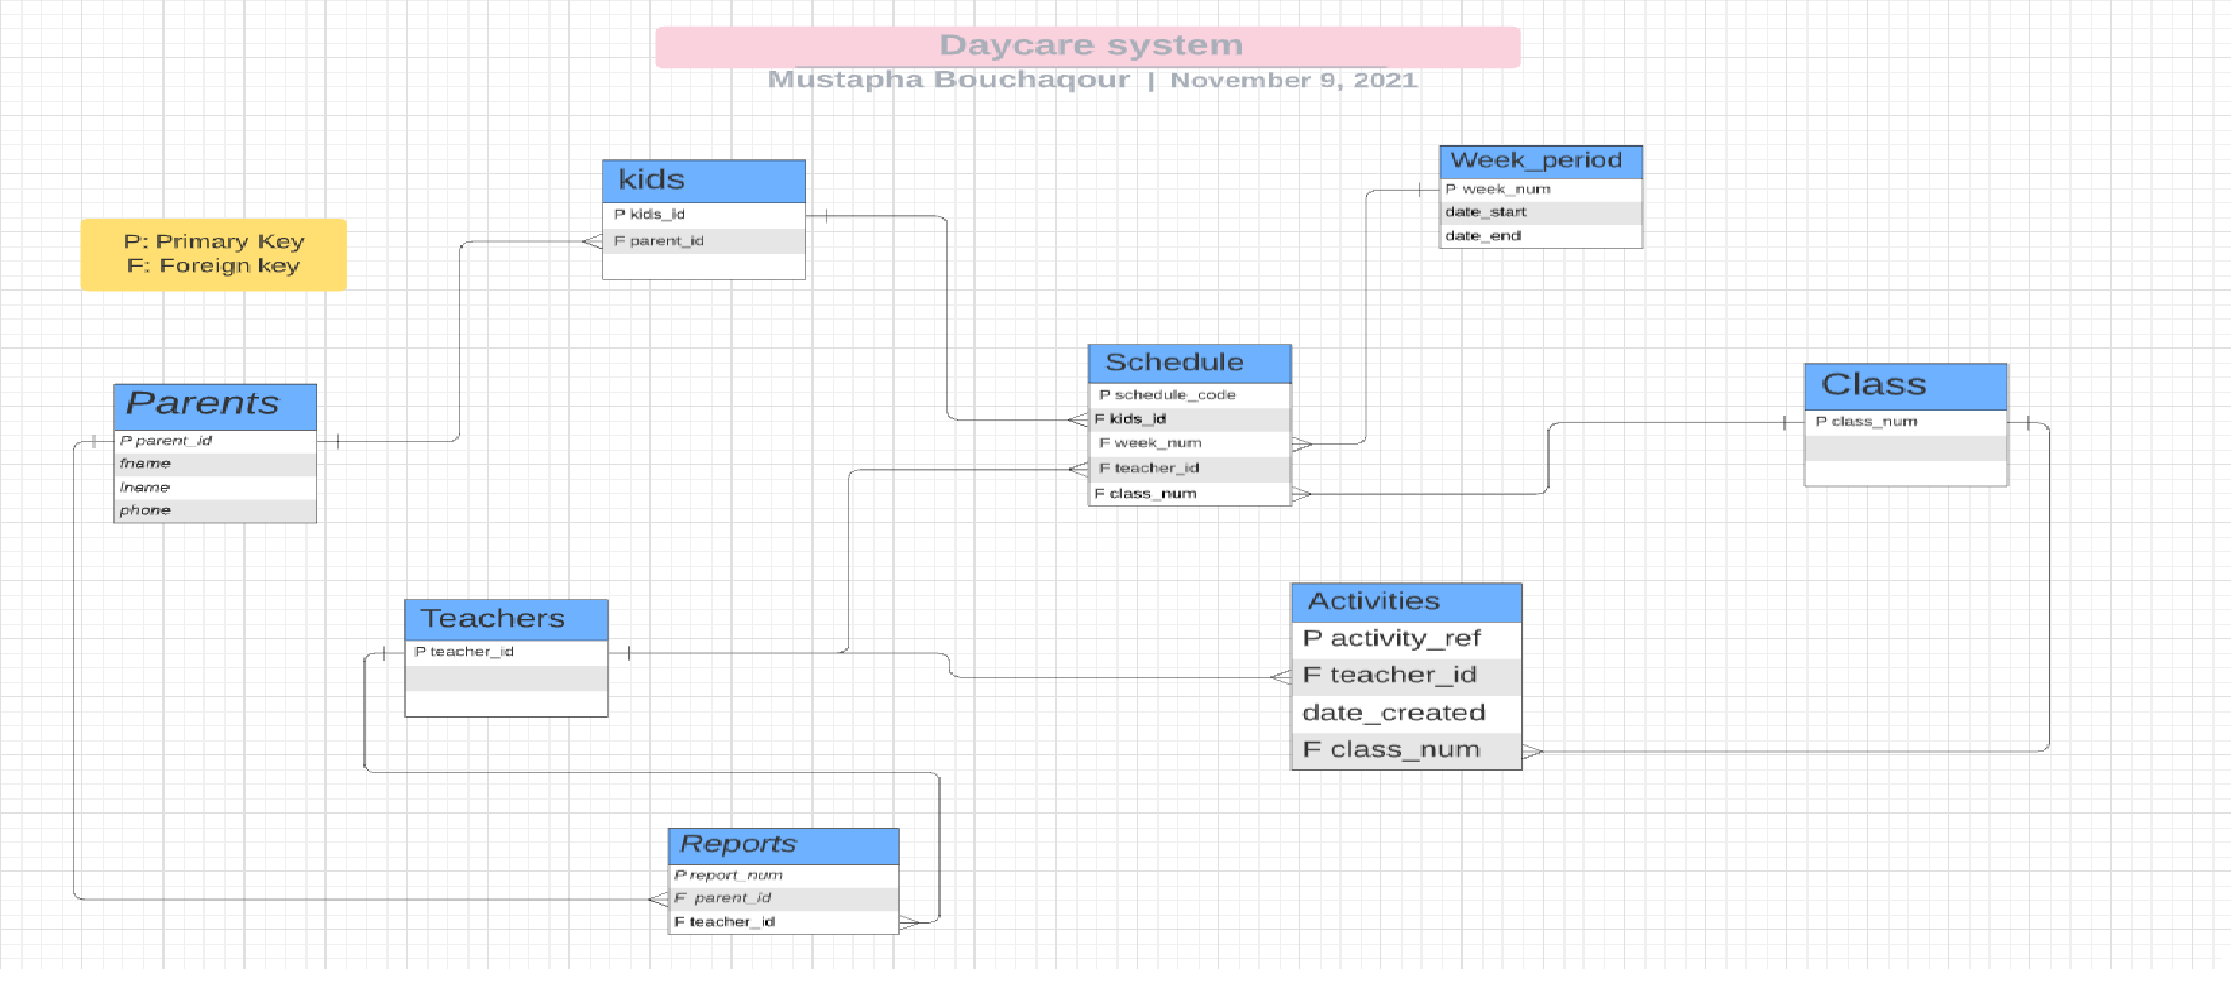 Daycare system
Mustapha Bouchaqour | November 9, 2021
P: Primary Key
F: Foreign key
kids
P kids_id
F parent_id
Week_period
P week_num
date_start
date_end
Parents
P parent_id
fname
lname
phone
Schedule
P schedule_code
F kids_id
F week_num
F teacher_id
F class_num
Class
P class_num
Teachers
P teacher_id
Activities
P activity_ref
F teacher_id
date_created
F class_num
Reports
P report_num
F parent_id
F teacher_id